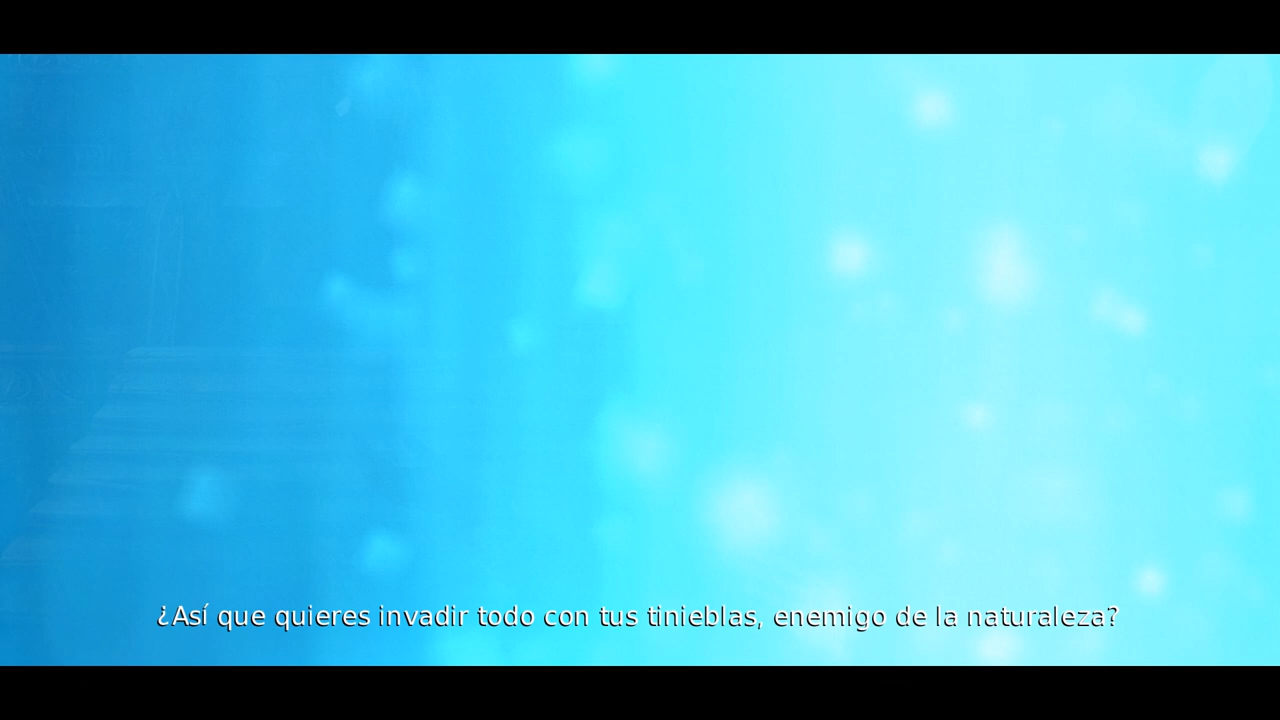 ¿Así que quieres invadir todo con tus tinieblas, enemigo de la naturaleza?